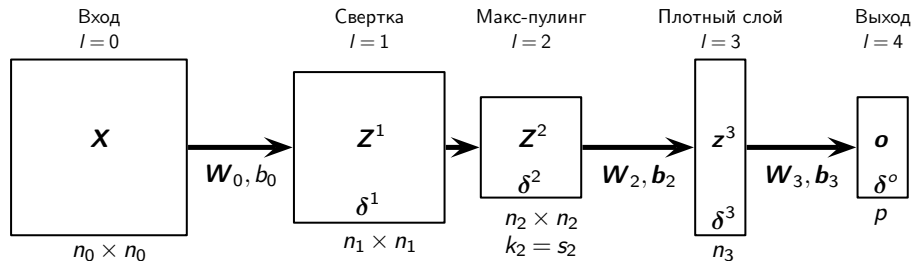 Вход Свертка Макс-пулинг Плотный слой Выход
l = 0 l = 1 l = 2 l = 3 l = 4
X Z¹ Z² z³ o
W₀, b₀ W₂, b₂ W₃, b₃
δ¹ δ² δ³ δᵒ
n₀ × n₀ n₁ × n₁ n₂ × n₂ n₃ p
k₂ = s₂